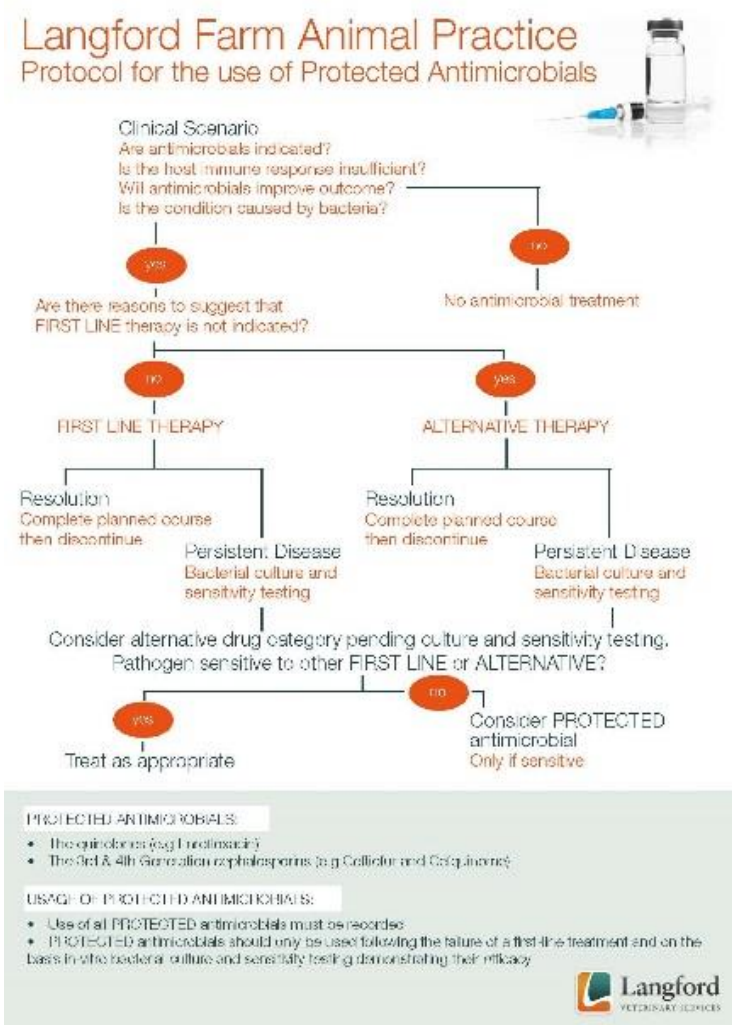 Langford Farm Animal Practice
Protocol for the use of Protected Antimicrobials
Clinical Scenario
Are antimicrobials indicated?
Is the host immune response insufficient?
Will antimicrobials improve outcome?
Is the condition caused by bacteria?
no
yes
No antimicrobial treatment
Are there reasons to suggest that
FIRST LINE therapy is not indicated?
no
yes
FIRST LINE THERAPY
ALTERNATIVE THERAPY
Resolution
Complete planned course
then discontinue
Persistent Disease
Bacterial culture and
sensitivity testing
Resolution
Complete planned course
then discontinue
Persistent Disease
Bacterial culture and
sensitivity testing
Consider alternative drug category pending culture and sensitivity testing.
Pathogen sensitive to other FIRST LINE or ALTERNATIVE?
no
yes
Consider PROTECTED
antimicrobial
Only if sensitive
Treat as appropriate
PROTECTED ANTIMICROBIALS:
• The quinolones (e.g Enrofloxacin)
• The 3rd & 4th Generation cephalosporins (e.g Ceftiofur and Cefquinome)
USAGE OF PROTECTED ANTIMICROBIALS:
• Use of all PROTECTED antimicrobials must be recorded
• PROTECTED antimicrobials should only be used following the failure of a first-line treatment and on the
basis in-vitro bacterial culture and sensitivity testing demonstrating their efficacy
Langford
VETERINARY SERVICES